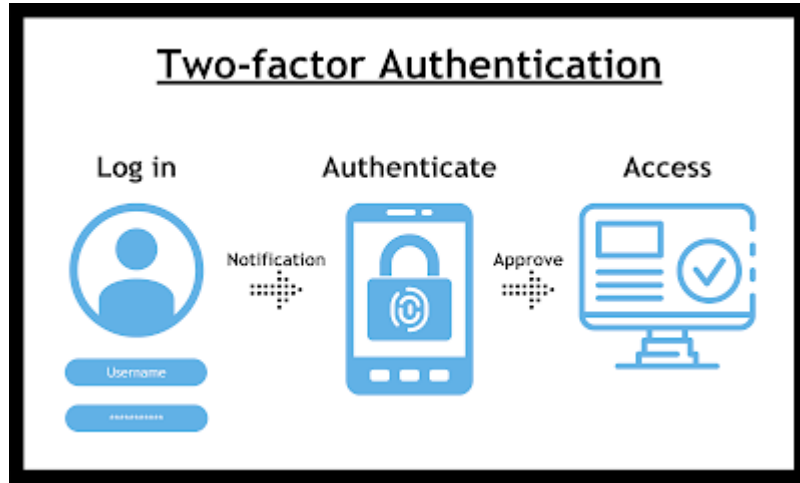 Two-factor Authentication
Log in
Authenticate
Access
Notification
Approve
Username
***********